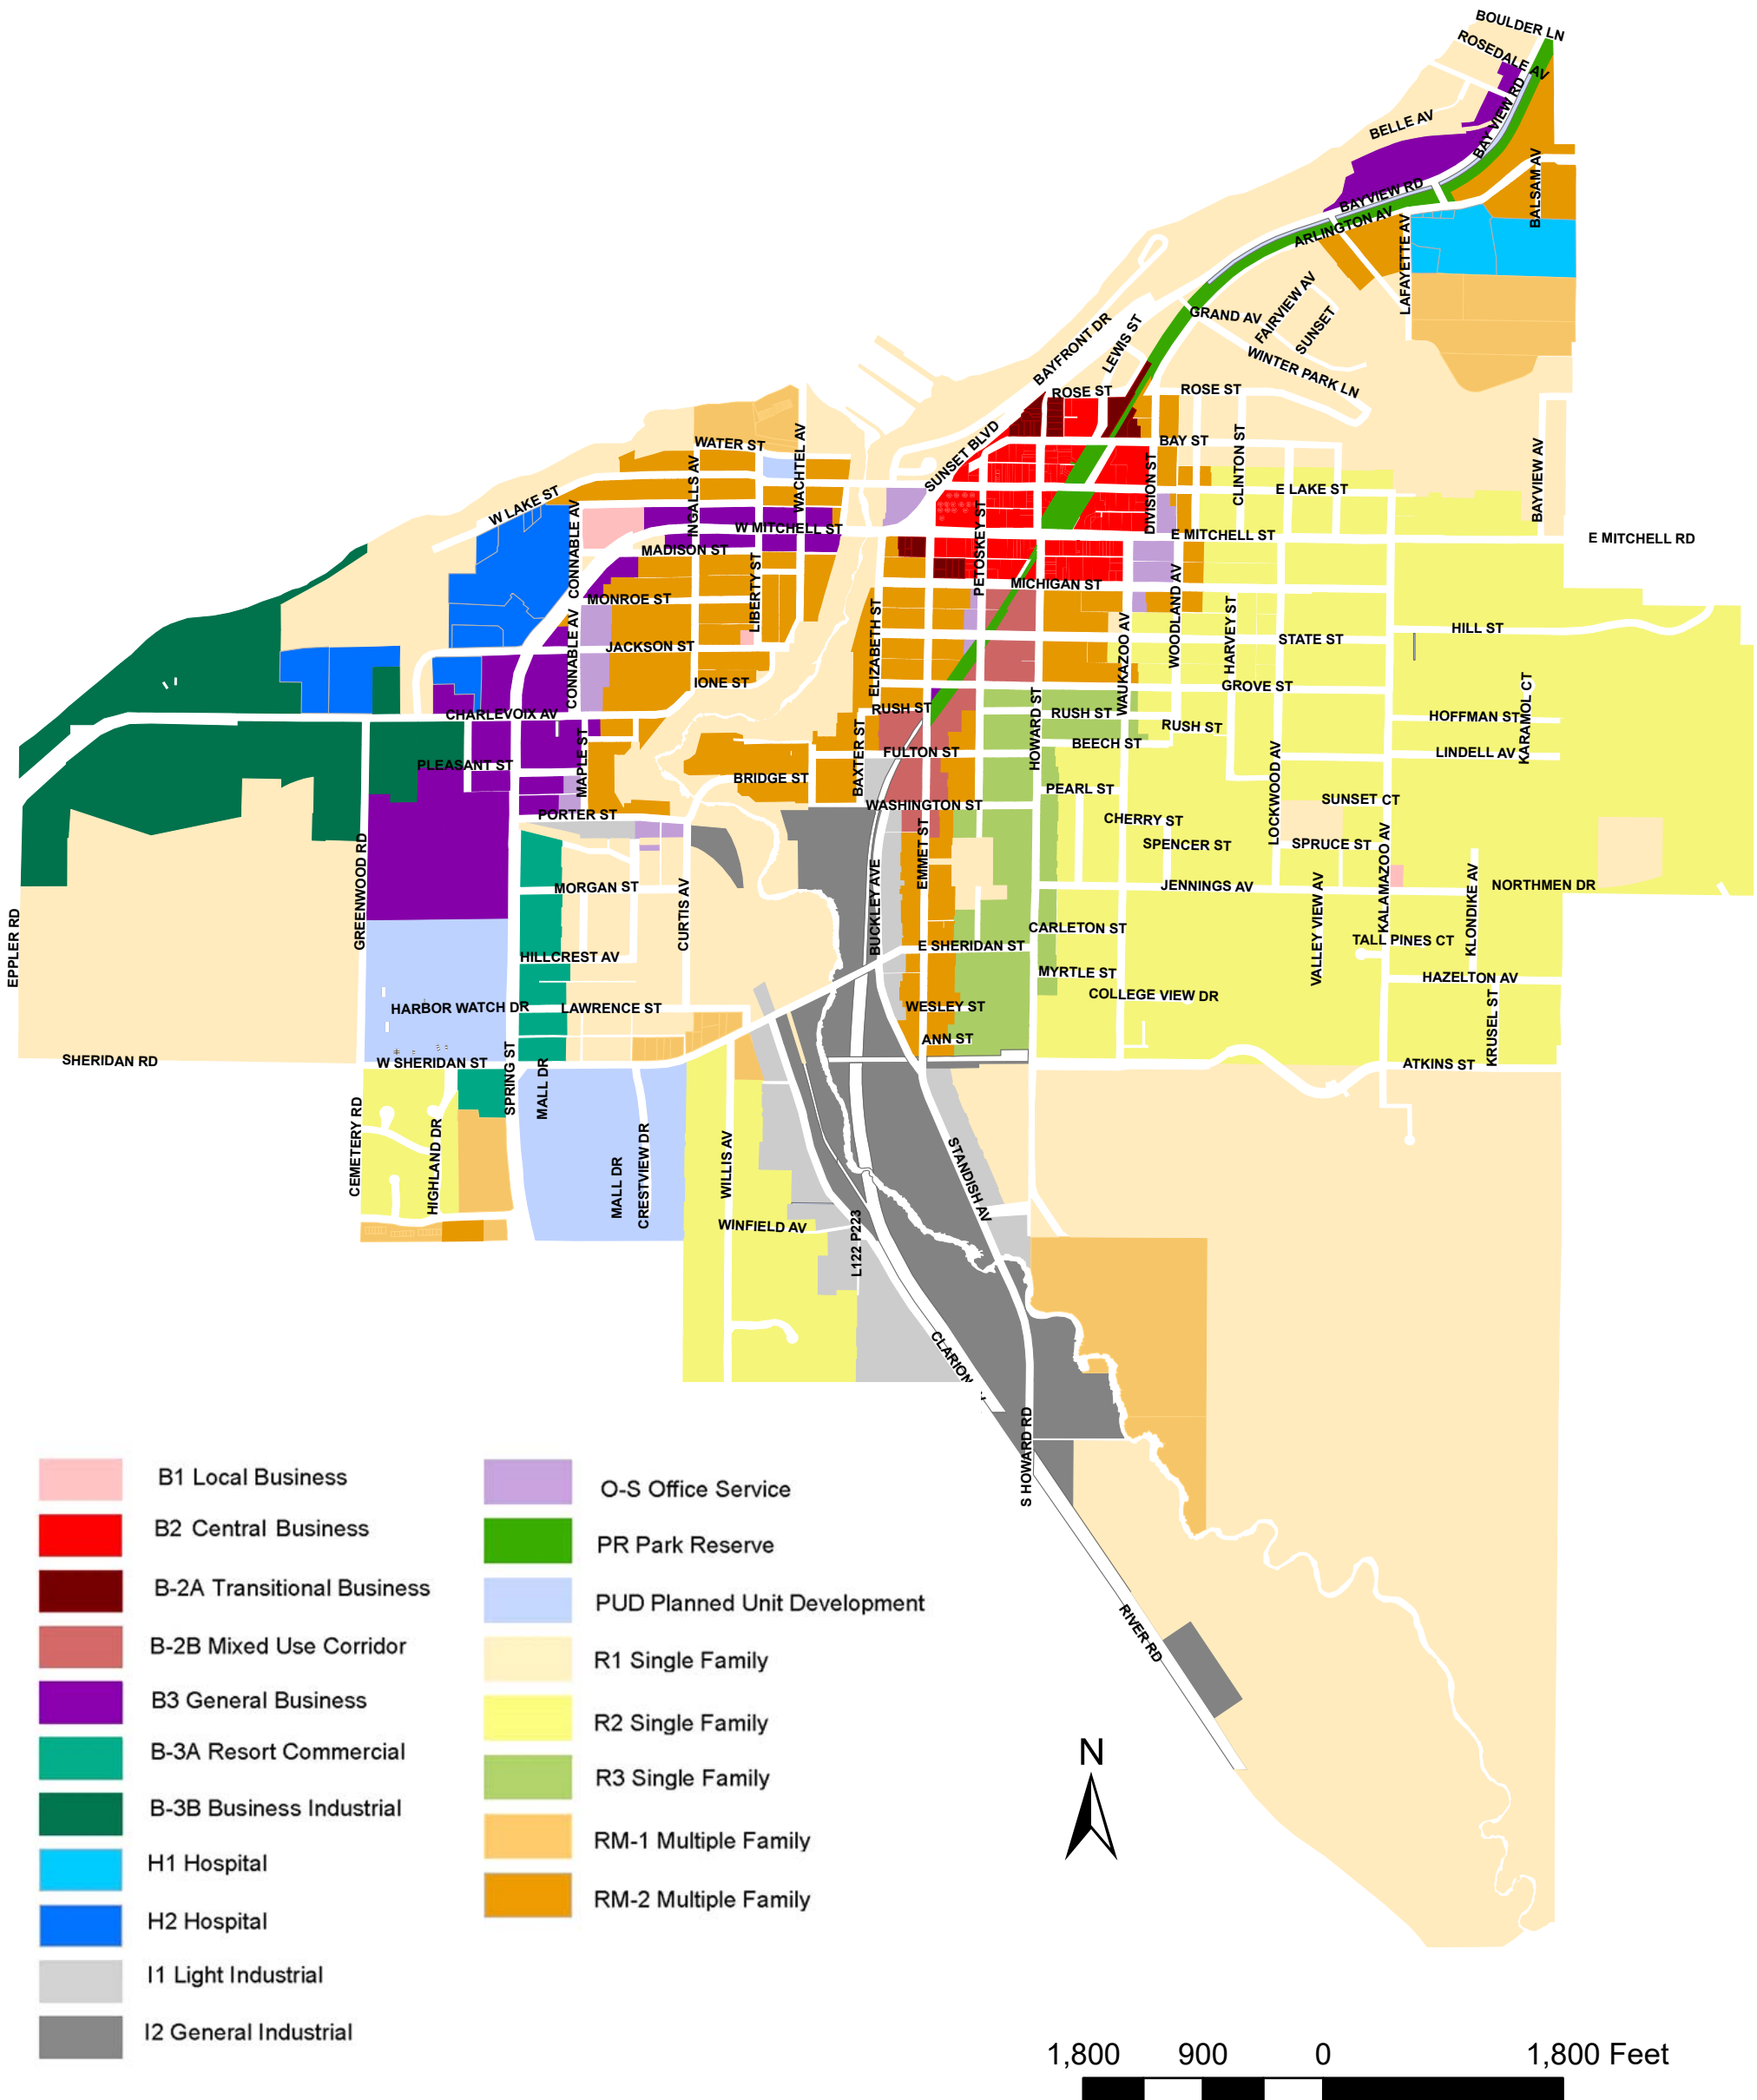 BOULDER LN
ROSEDALE AV
BAY VIEW RD
BELLE AV
BALSAM AV
BAYVIEW RD
ARLINGTON AV
LAFAYETTE AV
FAIRVIEW AV
GRAND AV
SUNSET
BAYFRONT DR
LEWIS ST
WINTER PARK LN
ROSE ST
ROSE ST
WATER ST
WACHTEL AV
SUNSET BLVD
BAY ST
CLINTON ST
BAYVIEW AV
INGALLS AV
W LAKE ST
CONNABLE AV
PETOSKEY ST
DIVISION ST
E LAKE ST
W MITCHELL ST
E MITCHELL ST
E MITCHELL RD
MADISON ST
LIBERTY ST
MICHIGAN ST
WOODLAND AV
MONROE ST
ELIZABETH ST
WAUKAZOO AV
HARVEY ST
HILL ST
CONNABLE AV
JACKSON ST
STATE ST
IONE ST
GROVE ST
KARAMOL CT
CHARLEVOIX AV
RUSH ST
HOWARD ST
RUSH ST
RUSH ST
HOFFMAN ST
MAPLE ST
BAXTER ST
FULTON ST
BEECH ST
LOCKWOOD AV
LINDELL AV
PLEASANT ST
BRIDGE ST
PEARL ST
SUNSET CT
PORTER ST
WASHINGTON ST
CHERRY ST
GREENWOOD RD
EMMET ST
SPENCER ST
SPRUCE ST
KALAMAZOO AV
MORGAN ST
BUCKLEY AVE
JENNINGS AV
VALLEY VIEW AV
KLONDIKE AV
NORTHMEN DR
EPPLER RD
CURTIS AV
CARLETON ST
TALL PINES CT
HILLCREST AV
E SHERIDAN ST
MYRTLE ST
HAZELTON AV
HARBOR WATCH DR
LAWRENCE ST
WESLEY ST
COLLEGE VIEW DR
KRUSEL ST
ANN ST
SHERIDAN RD
W SHERIDAN ST
SPRING ST
MALL DR
ATKINS ST
CEMETERY RD
HIGHLAND DR
MALL DR
CRESTVIEW DR
WILLIS AV
STANDISH AV
WINFIELD AV
L122 P223
CLARION
S HOWARD RD
RIVER RD
B1 Local Business
B2 Central Business
B-2A Transitional Business
B-2B Mixed Use Corridor
B3 General Business
B-3A Resort Commercial
B-3B Business Industrial
H1 Hospital
H2 Hospital
I1 Light Industrial
I2 General Industrial
O-S Office Service
PR Park Reserve
PUD Planned Unit Development
R1 Single Family
R2 Single Family
R3 Single Family
RM-1 Multiple Family
RM-2 Multiple Family
N
1,800 900 0 1,800 Feet